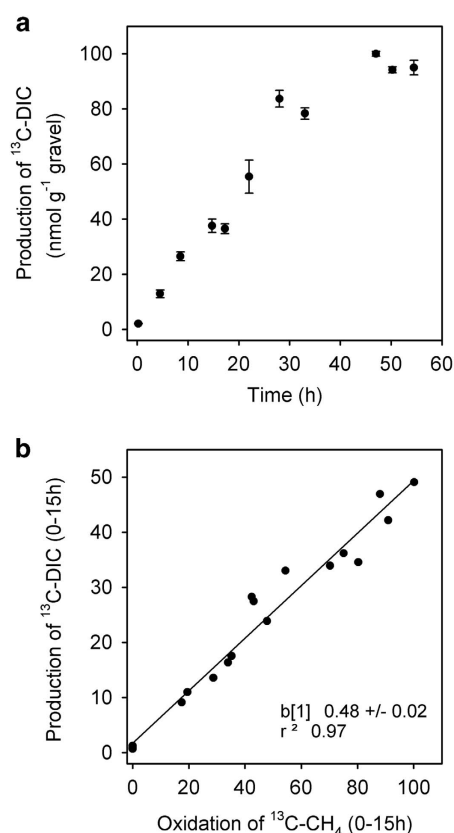 a
Production of ¹³C-DIC
(nmol g⁻¹ gravel)
100
80
60
40
20
0
0 10 20 30 40 50 60
Time (h)
b
Production of ¹³C-DIC (0-15h)
50
40
30
20
10
0
b[1] 0.48 +/- 0.02
r ² 0.97
0 20 40 60 80 100
Oxidation of ¹³C-CH₄ (0-15h)